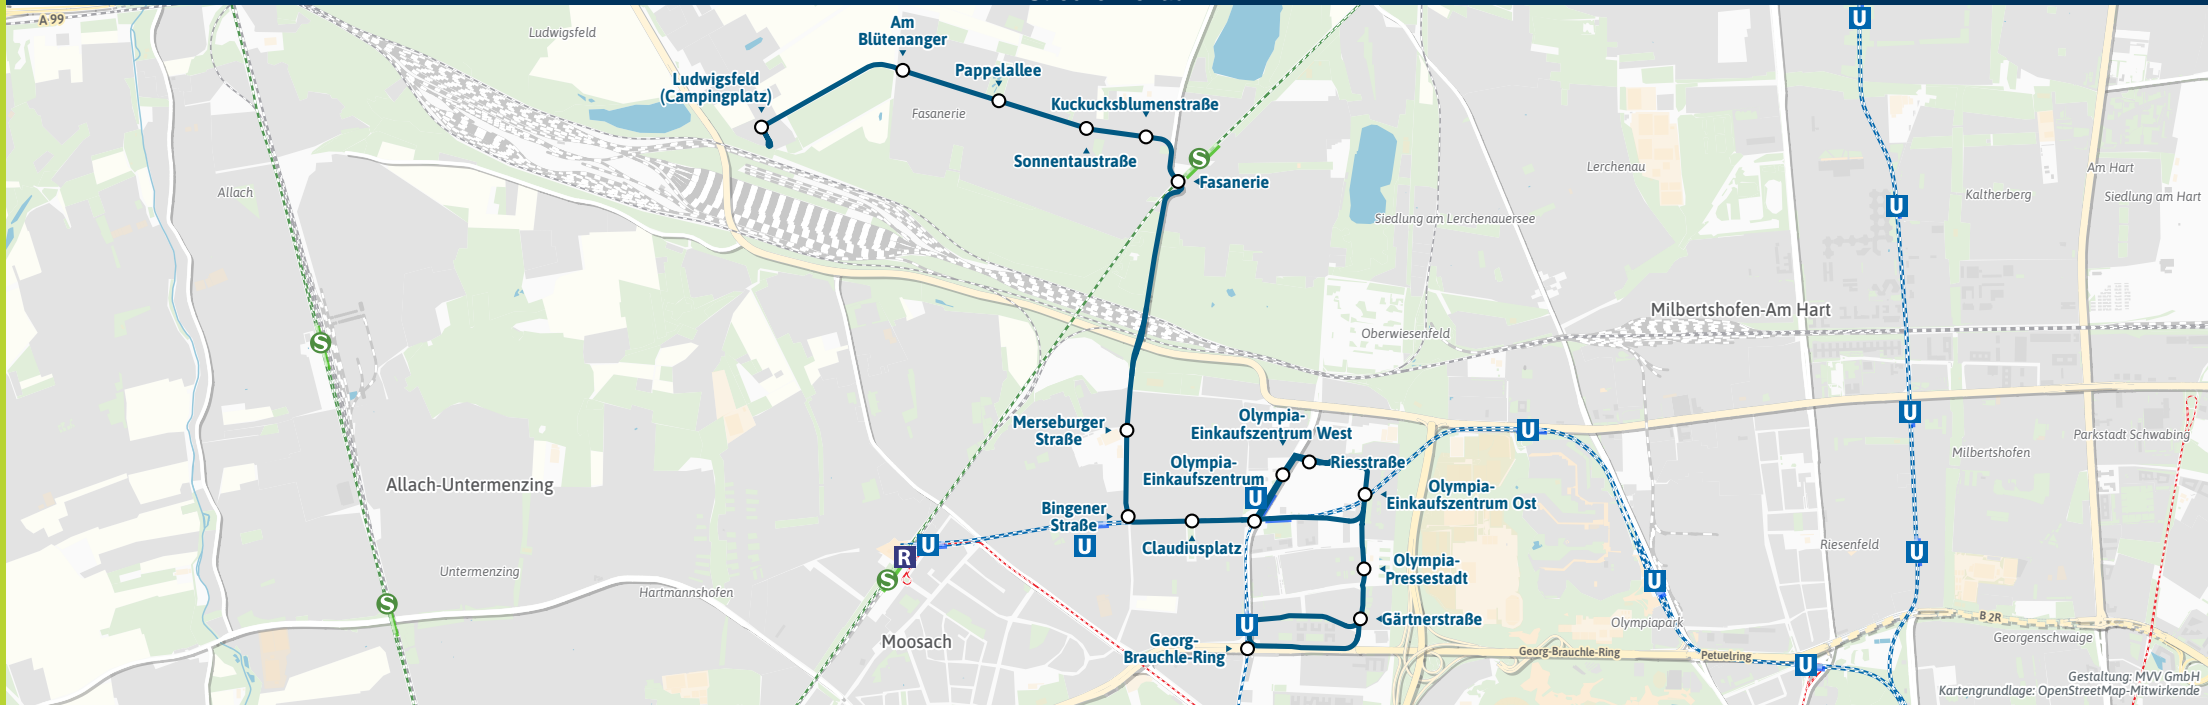 A 99
Ludwigsfeld
Am
Blütenanger
Pappelallee
Ludwigsfeld
(Campingplatz)
Kuckucksblumenstraße
Fasanerie
Sonnentaustraße
S
Fasanerie
Allach
U
Lerchenau
Am Hart
Kaltherberg
Siedlung am Hart
U
Siedlung am Lerchenauersee
Milbertshofen-Am Hart
Oberwiesenfeld
S
Merseburger
Straße
Olympia-
Einkaufszentrum West
U
U
Parkstadt Schwabing
Milbertshofen
Olympia-
Einkaufszentrum
Riesstraße
Allach-Untermenzing
U
Olympia-
Einkaufszentrum Ost
Bingener
Straße
U
Claudiusplatz
U
R
S
Riesenfeld
U
Untermenzing
Hartmannshofen
S
Olympia-
Pressestadt
U
U
Gärtnerstraße
Olympiapark
B 2R
Georgenschwaige
Moosach
Georg-
Brauchle-Ring
Georg-Brauchle-Ring
Petuelring
U
Gestaltung: MVV GmbH
Kartengrundlage: OpenStreetMap-Mitwirkende